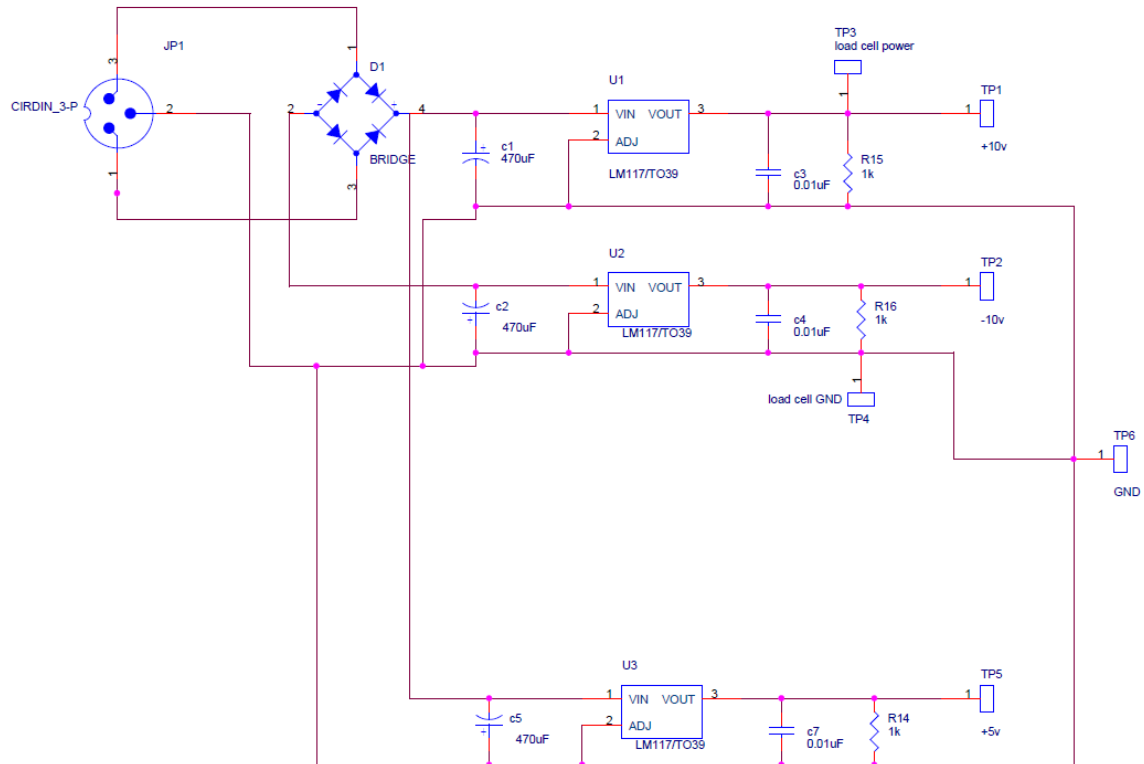 TP3
load cell power
JP1
3
1
D1
CIRDIN_3-P
2
2
-
+
4
U1
1
VIN
VOUT
3
2
ADJ
LM117/TO39
+
c1
470uF
c3
0.01uF
1
R15
1k
1
TP1
+10v
BRIDGE
1
3
U2
1
VIN
VOUT
3
2
ADJ
LM117/TO39
c2
+
470uF
c4
0.01uF
R16
1k
1
TP2
-10v
1
load cell GND
TP4
TP6
1
GND
U3
1
VIN
VOUT
3
2
ADJ
LM117/TO39
c5
+
470uF
c7
0.01uF
R14
1k
1
TP5
+5v